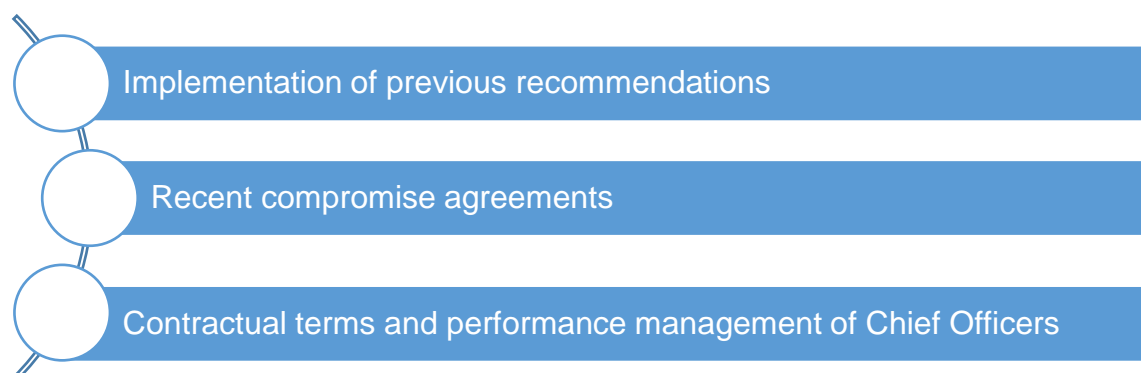 Implementation of previous recommendations
Recent compromise agreements
Contractual terms and performance management of Chief Officers